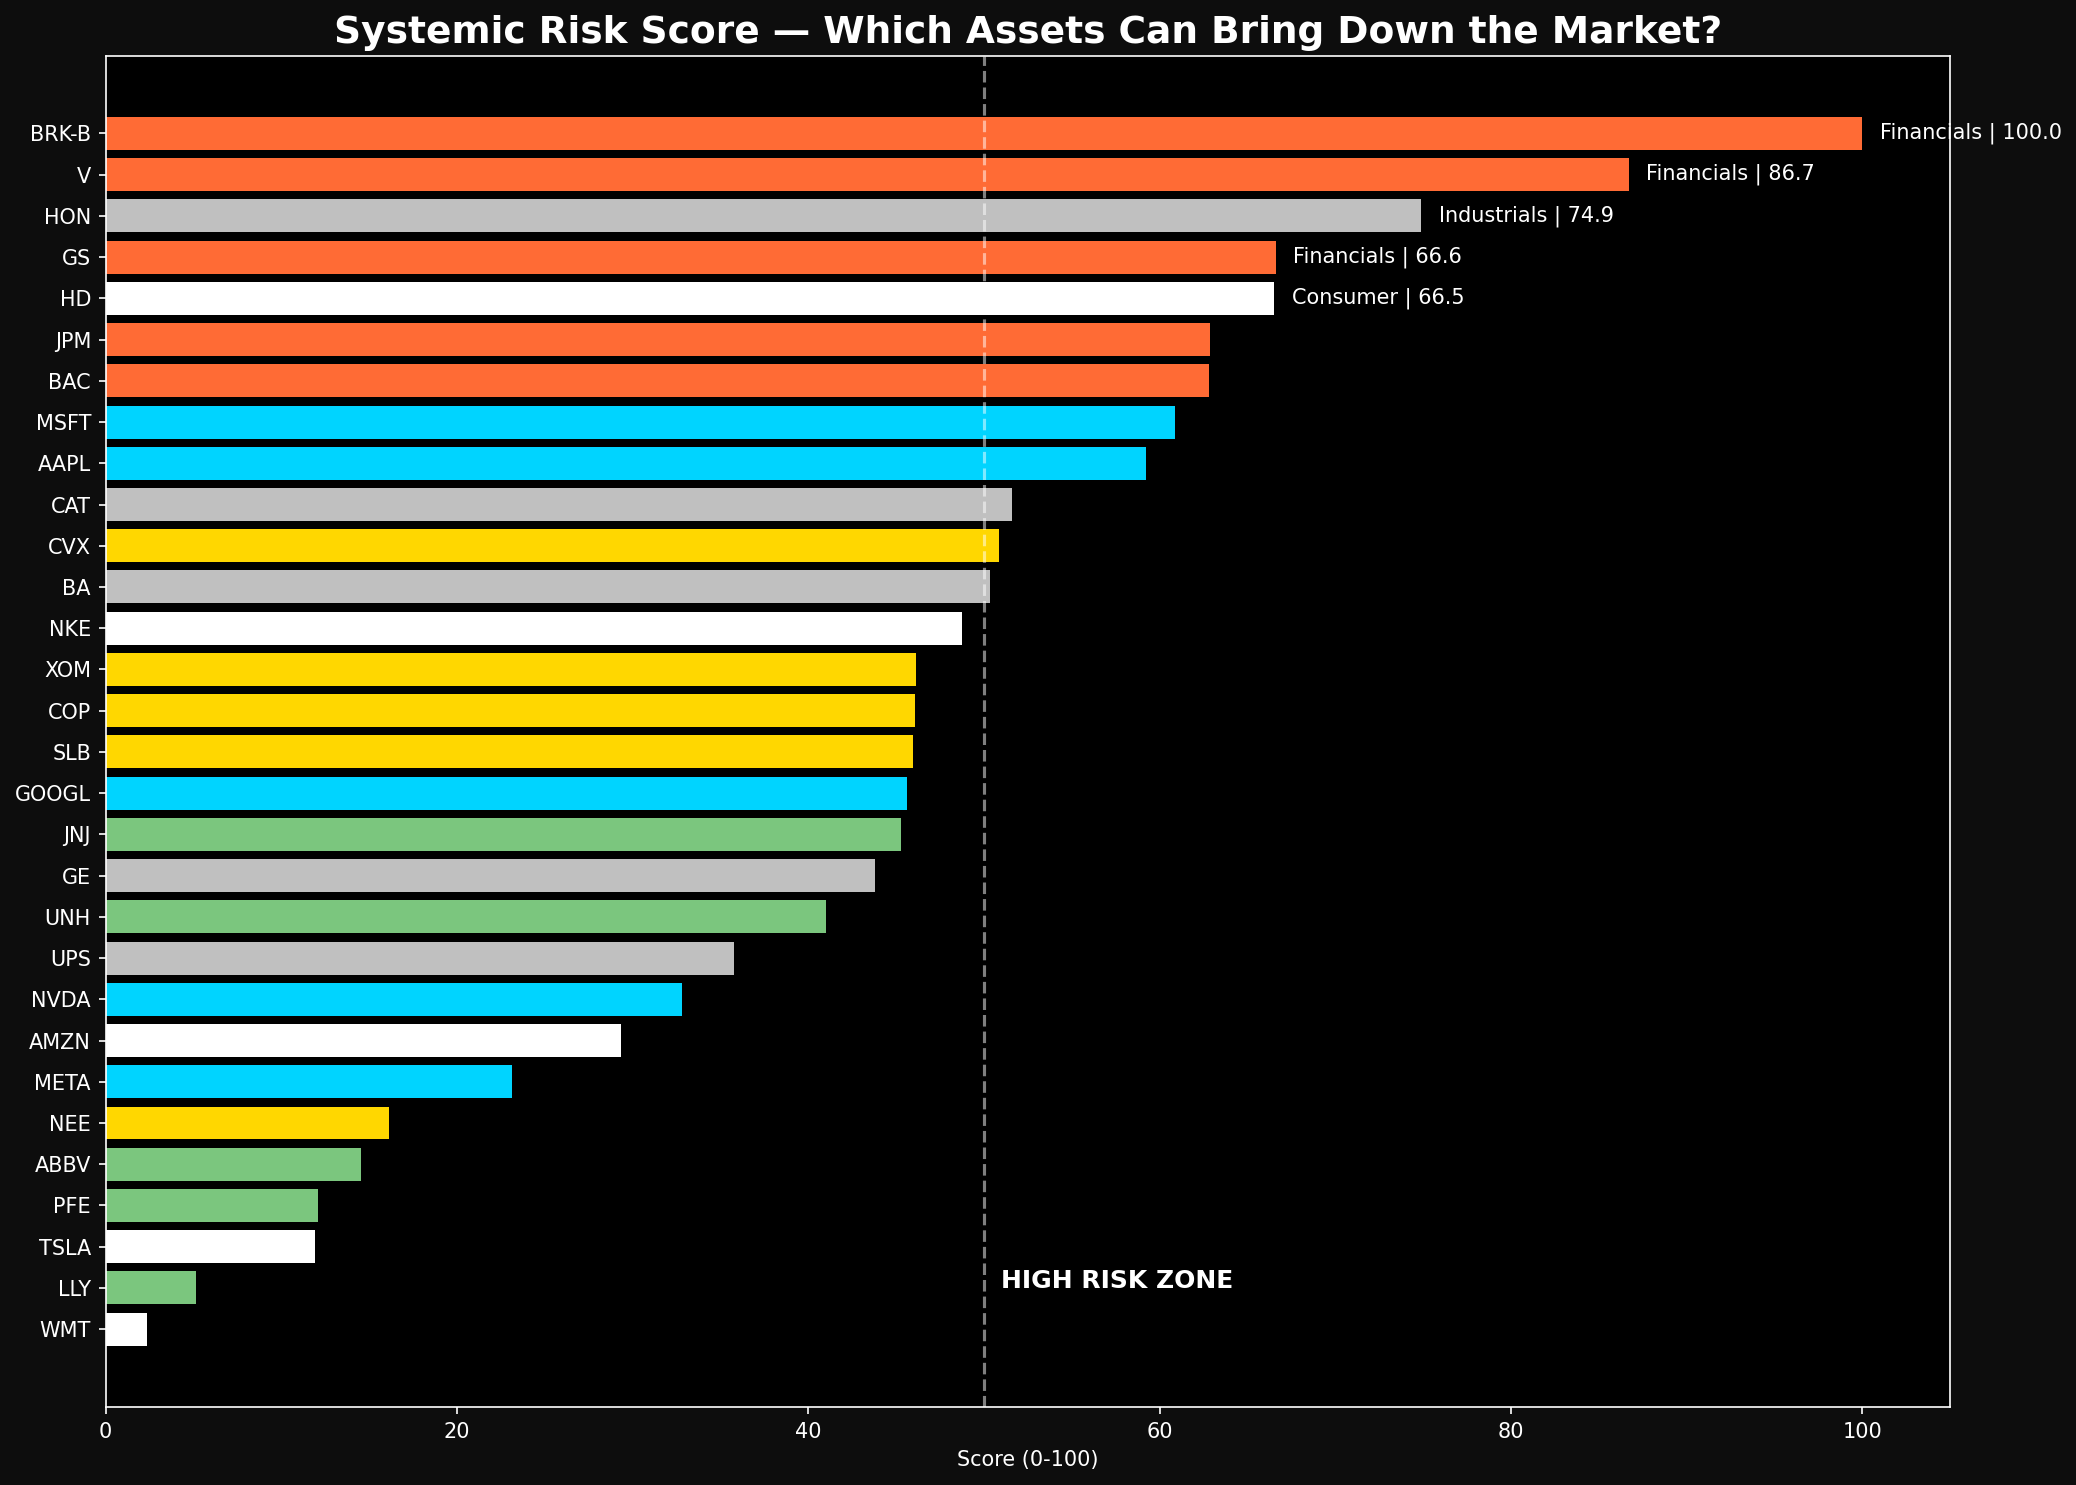 Systemic Risk Score — Which Assets Can Bring Down the Market?
BRK-B
Financials | 100.0
V
Financials | 86.7
HON
Industrials | 74.9
GS
Financials | 66.6
HD
Consumer | 66.5
JPM
BAC
MSFT
AAPL
CAT
CVX
BA
NKE
XOM
COP
SLB
GOOGL
JNJ
GE
UNH
UPS
NVDA
AMZN
META
NEE
ABBV
PFE
TSLA
LLY
HIGH RISK ZONE
WMT
0
20
40
60
80
100
Score (0-100)